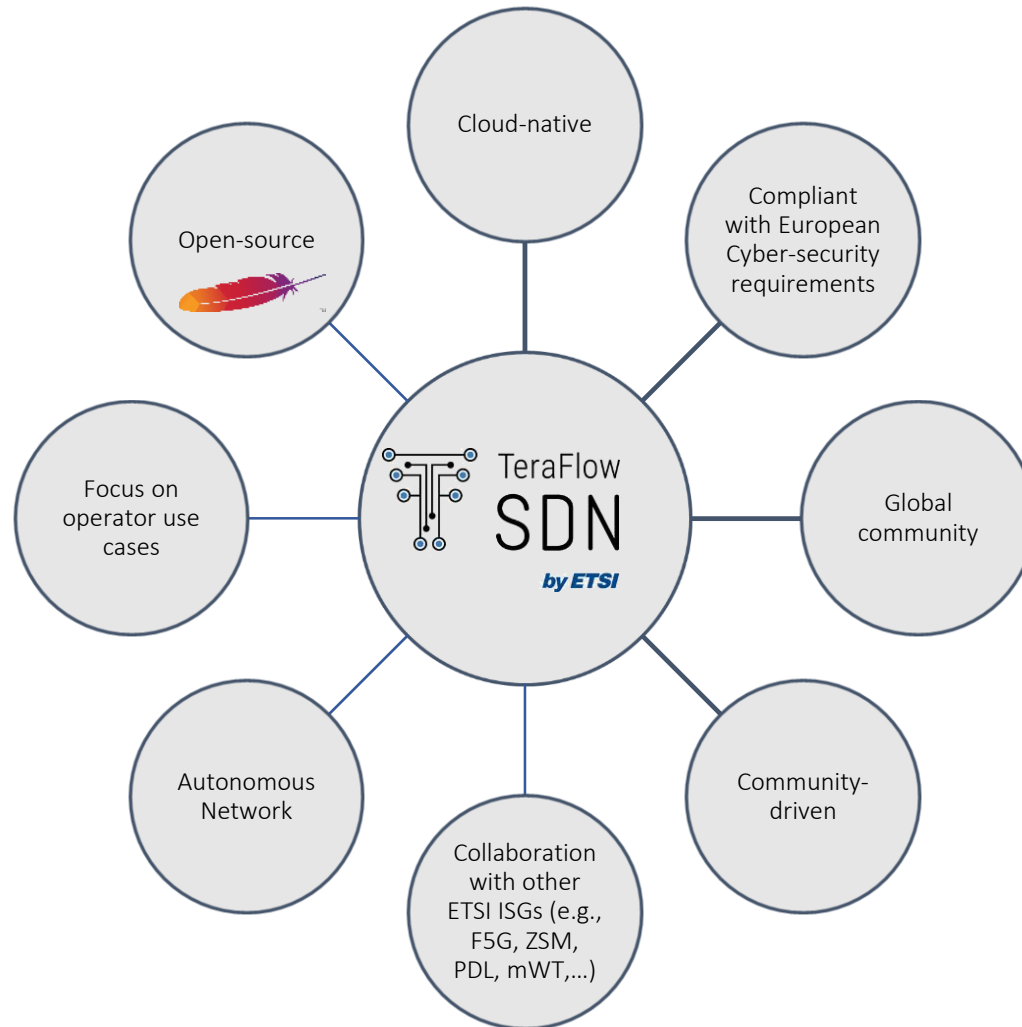 Cloud-native
Compliant
with European
Cyber-security
requirements
Open-source
TeraFlow
SDN
by ETSI
Focus on
operator use
cases
Global
community
Autonomous
Network
Community-
driven
Collaboration
with other
ETSI ISGs (e.g.,
F5G, ZSM,
PDL, mWT,...)